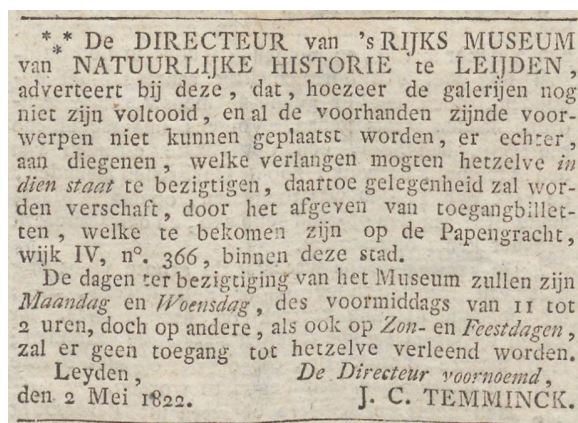 *⁎* De DIRECTEUR van 's RIJKS MUSEUM
van NATUURLIJKE HISTORIE te LEIJDEN,
adverteert bij deze, dat, hoezeer de galerijen nog
niet zijn voltooid, en al de voorhanden zijnde voor-
werpen niet kunnen geplaatst worden, er echter,
aan diegenen, welke verlangen mogten hetzelve in
dien staat te bezigtigen, daartoe gelegenheid zal wor-
den verschaft, door het afgeven van toegangbillet-
ten, welke te bekomen zijn op de Papengracht,
wijk IV, n°. 366, binnen deze stad.
De dagen ter bezigtiging van het Museum zullen zijn
Maandag en Woensdag, des voormiddags van 11 tot
2 uren, doch op andere, als ook op Zon- en Feestdagen,
zal er geen toegang tot hetzelve verleend worden.
Leyden, De Directeur voornoemd,
den 2 Mei 1822. J. C. TEMMINCK.